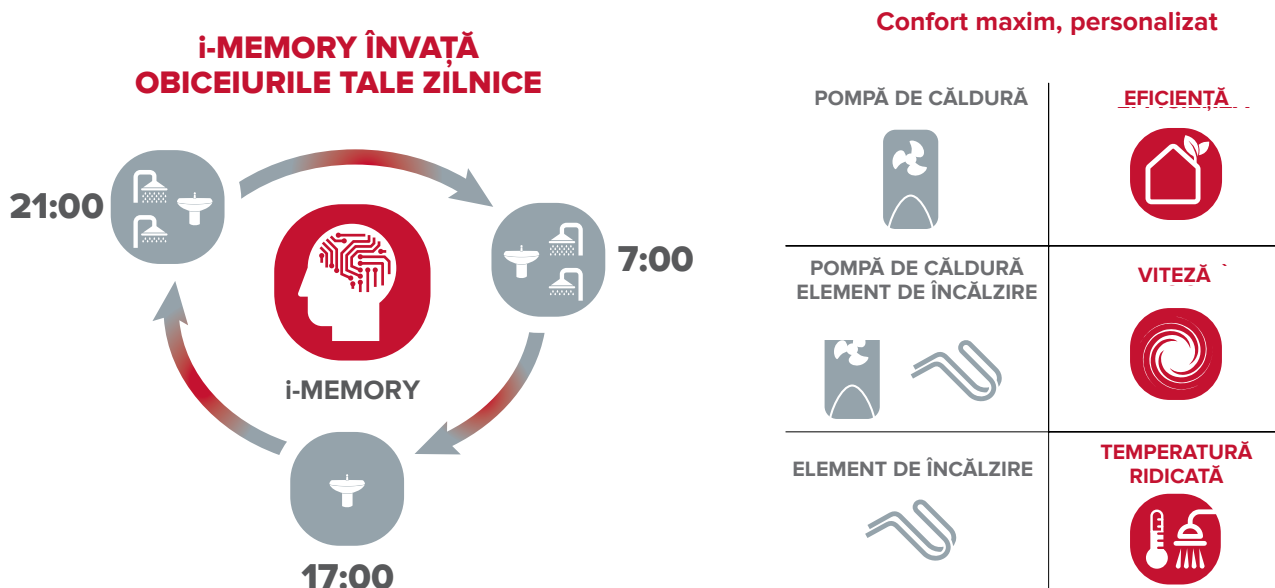 i-MEMORY ÎNVAȚĂ
OBICEIURILE TALE ZILNICE
21:00
7:00
i-MEMORY
17:00
Confort maxim, personalizat
POMPĂ DE CĂLDURĂ
EFICIENȚĂ
POMPĂ DE CĂLDURĂ
ELEMENT DE ÎNCĂLZIRE
VITEZĂ
ELEMENT DE ÎNCĂLZIRE
TEMPERATURĂ
RIDICATĂ